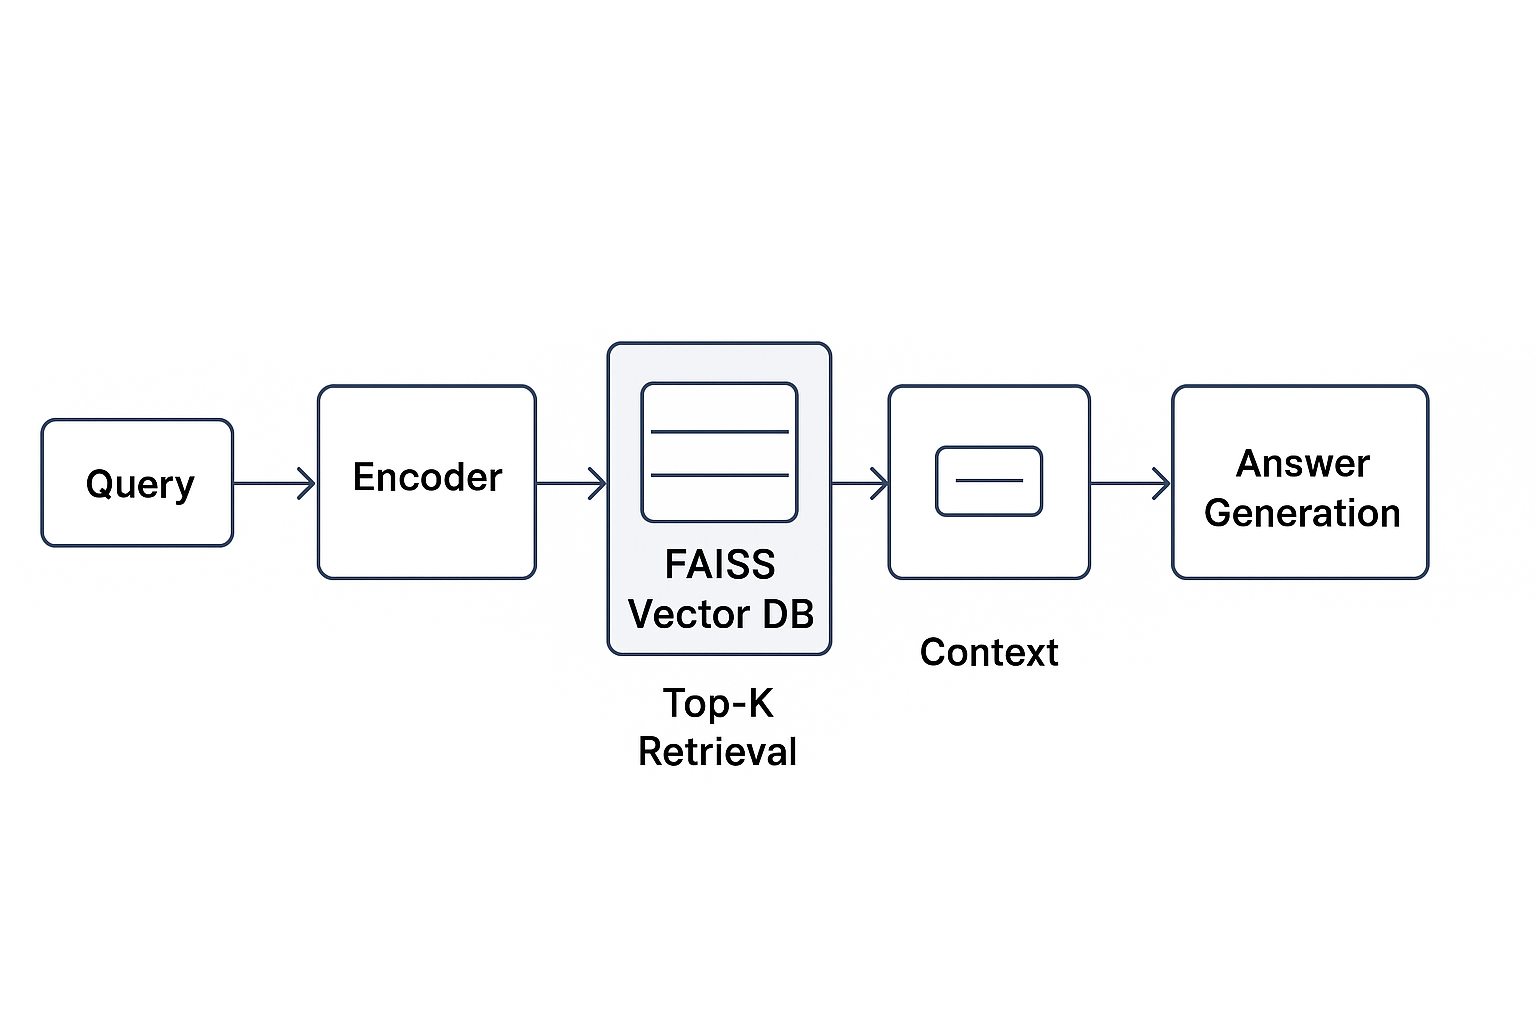 Query
Encoder
FAISS
Vector DB
Top-K
Retrieval
Context
Answer
Generation